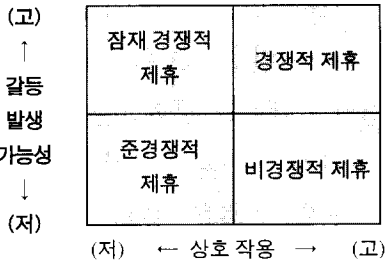 (고)
↑
갈등
발생
가능성
↓
(저)
잠재 경쟁적
제휴
경쟁적 제휴
준경쟁적
제휴
비경쟁적 제휴
(저) ← 상호 작용 → (고)